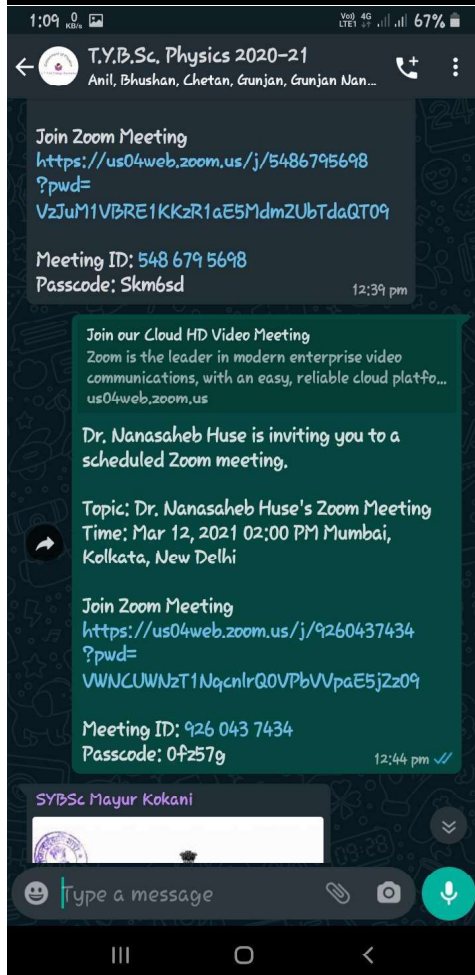 1:09 0 KB/s Vo)) LTE1 4G 67%
T.Y.B.Sc. Physics 2020-21
Anil, Bhushan, Chetan, Gunjan, Gunjan Nan...
Join Zoom Meeting
https://us04web.zoom.us/j/5486795698
?pwd=
VzJuM1VBRE1KKzR1aE5MdmZUbTdaQT09
Meeting ID: 548 679 5698
Passcode: Skm6sd
12:39 pm
Join our Cloud HD Video Meeting
Zoom is the leader in modern enterprise video
communications, with an easy, reliable cloud platfo...
us04web.zoom.us
Dr. Nanasaheb Huse is inviting you to a
scheduled Zoom meeting.
Topic: Dr. Nanasaheb Huse's Zoom Meeting
Time: Mar 12, 2021 02:00 PM Mumbai,
Kolkata, New Delhi
Join Zoom Meeting
https://us04web.zoom.us/j/9260437434
?pwd=
VWNCUWNzT1NqcnlrQ0VPbVVpaE5jZz09
Meeting ID: 926 043 7434
Passcode: 0fz57g
12:44 pm
SYBSc Mayur Kokani
Type a message